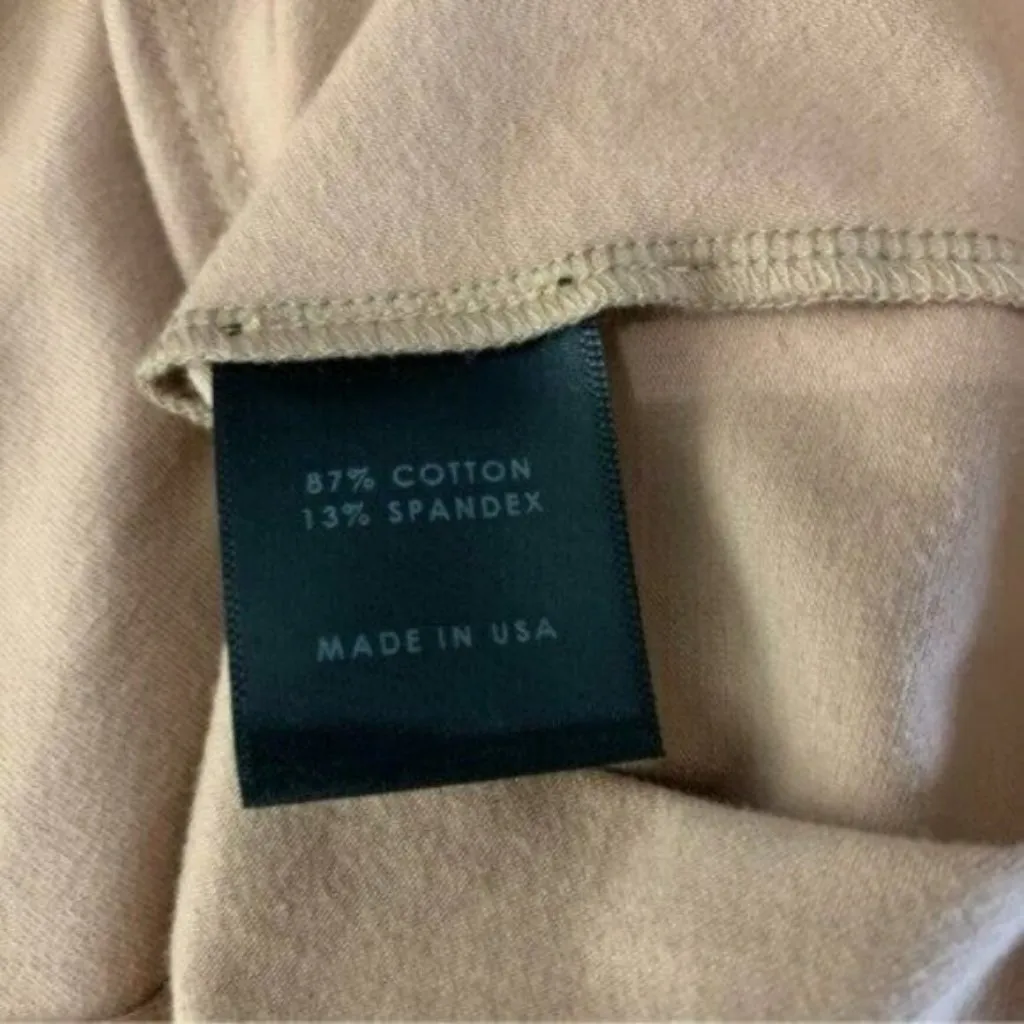 87% COTTON
13% SPANDEX
MADE IN USA